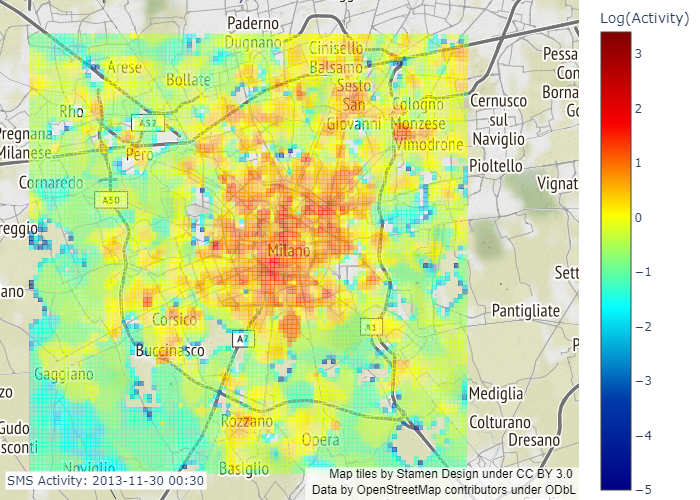 Log(Activity)
Paderno
Dugnano
Cinisello
Balsamo
Arese
Bollate
Sesto
San
Giovanni
Cologno
Monzese
Vimodrone
Cernusco
sul
Naviglio
Pioltello
Pessa
Con
Borna
Go
Rho
A52
Pero
Pregnana
Milanese
Cornaredo
A50
Vignat
reggio
Milano
Sett
ano
Corsico
A7
A1
Pantigliate
Buccinasco
P
Gaggiano
zo
Mediglia
Rozzano
Colturano
Gudo
sconti
Opera
Dresano
Noviglio
Basiglio
SMS Activity: 2013-11-30 00:30
Map tiles by Stamen Design under CC BY 3.0
Data by OpenStreetMap contributors under ODbL
3
2
1
0
−1
−2
−3
−4
−5